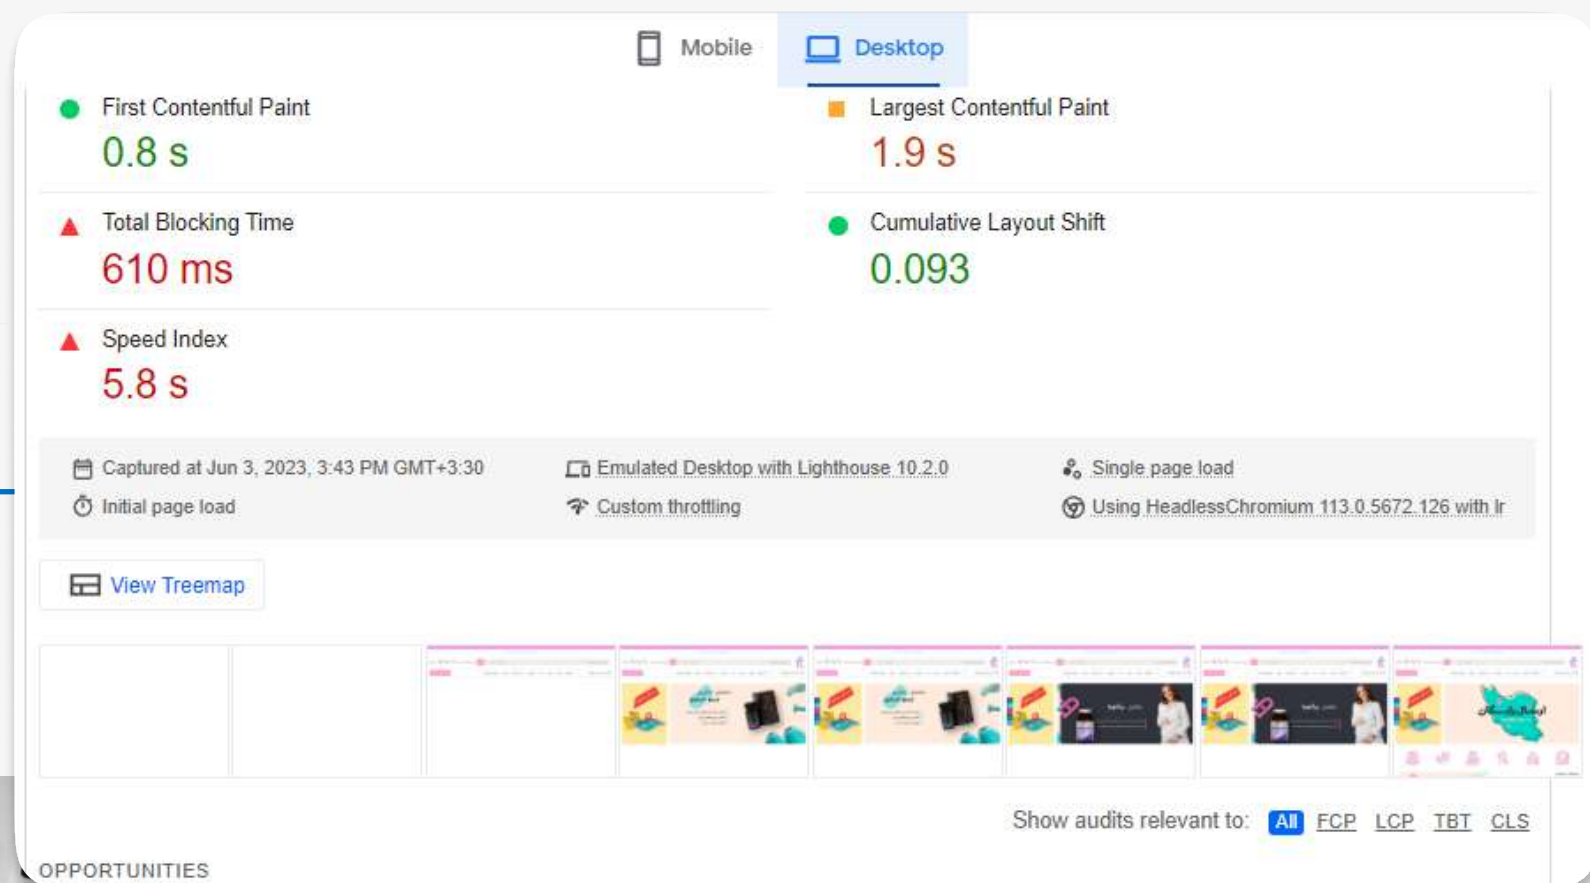 Mobile
Desktop
First Contentful Paint
0.8 s
Largest Contentful Paint
1.9 s
Total Blocking Time
610 ms
Cumulative Layout Shift
0.093
Speed Index
5.8 s
Captured at Jun 3, 2023, 3:43 PM GMT+3:30
Emulated Desktop with Lighthouse 10.2.0
Single page load
Initial page load
Custom throttling
Using HeadlessChromium 113.0.5672.126 with lr
View Treemap
Show audits relevant to: All FCP LCP TBT CLS
OPPORTUNITIES